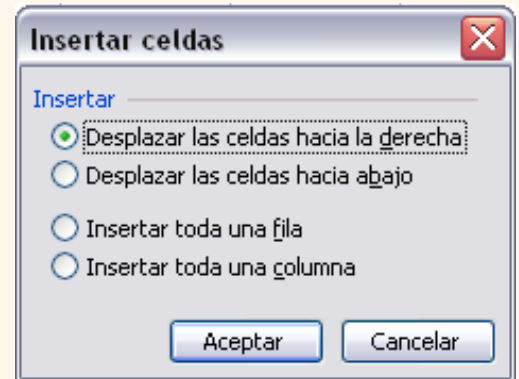 Insertar celdas
Insertar
Desplazar las celdas hacia la derecha
Desplazar las celdas hacia abajo
Insertar toda una fila
Insertar toda una columna
Aceptar Cancelar